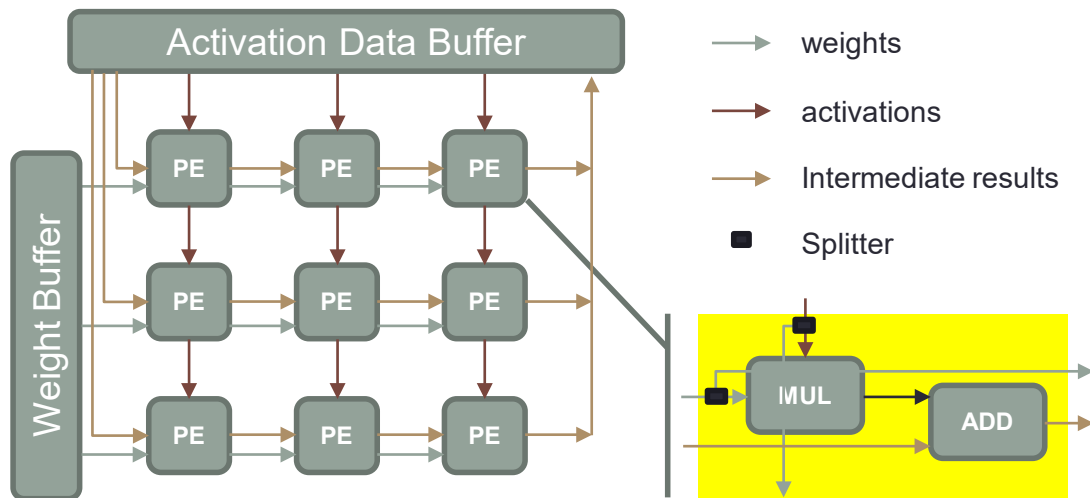 Activation Data Buffer
weights
activations
Intermediate results
Splitter
Weight Buffer
PE
PE
PE
PE
PE
PE
PE
PE
PE
MUL
ADD